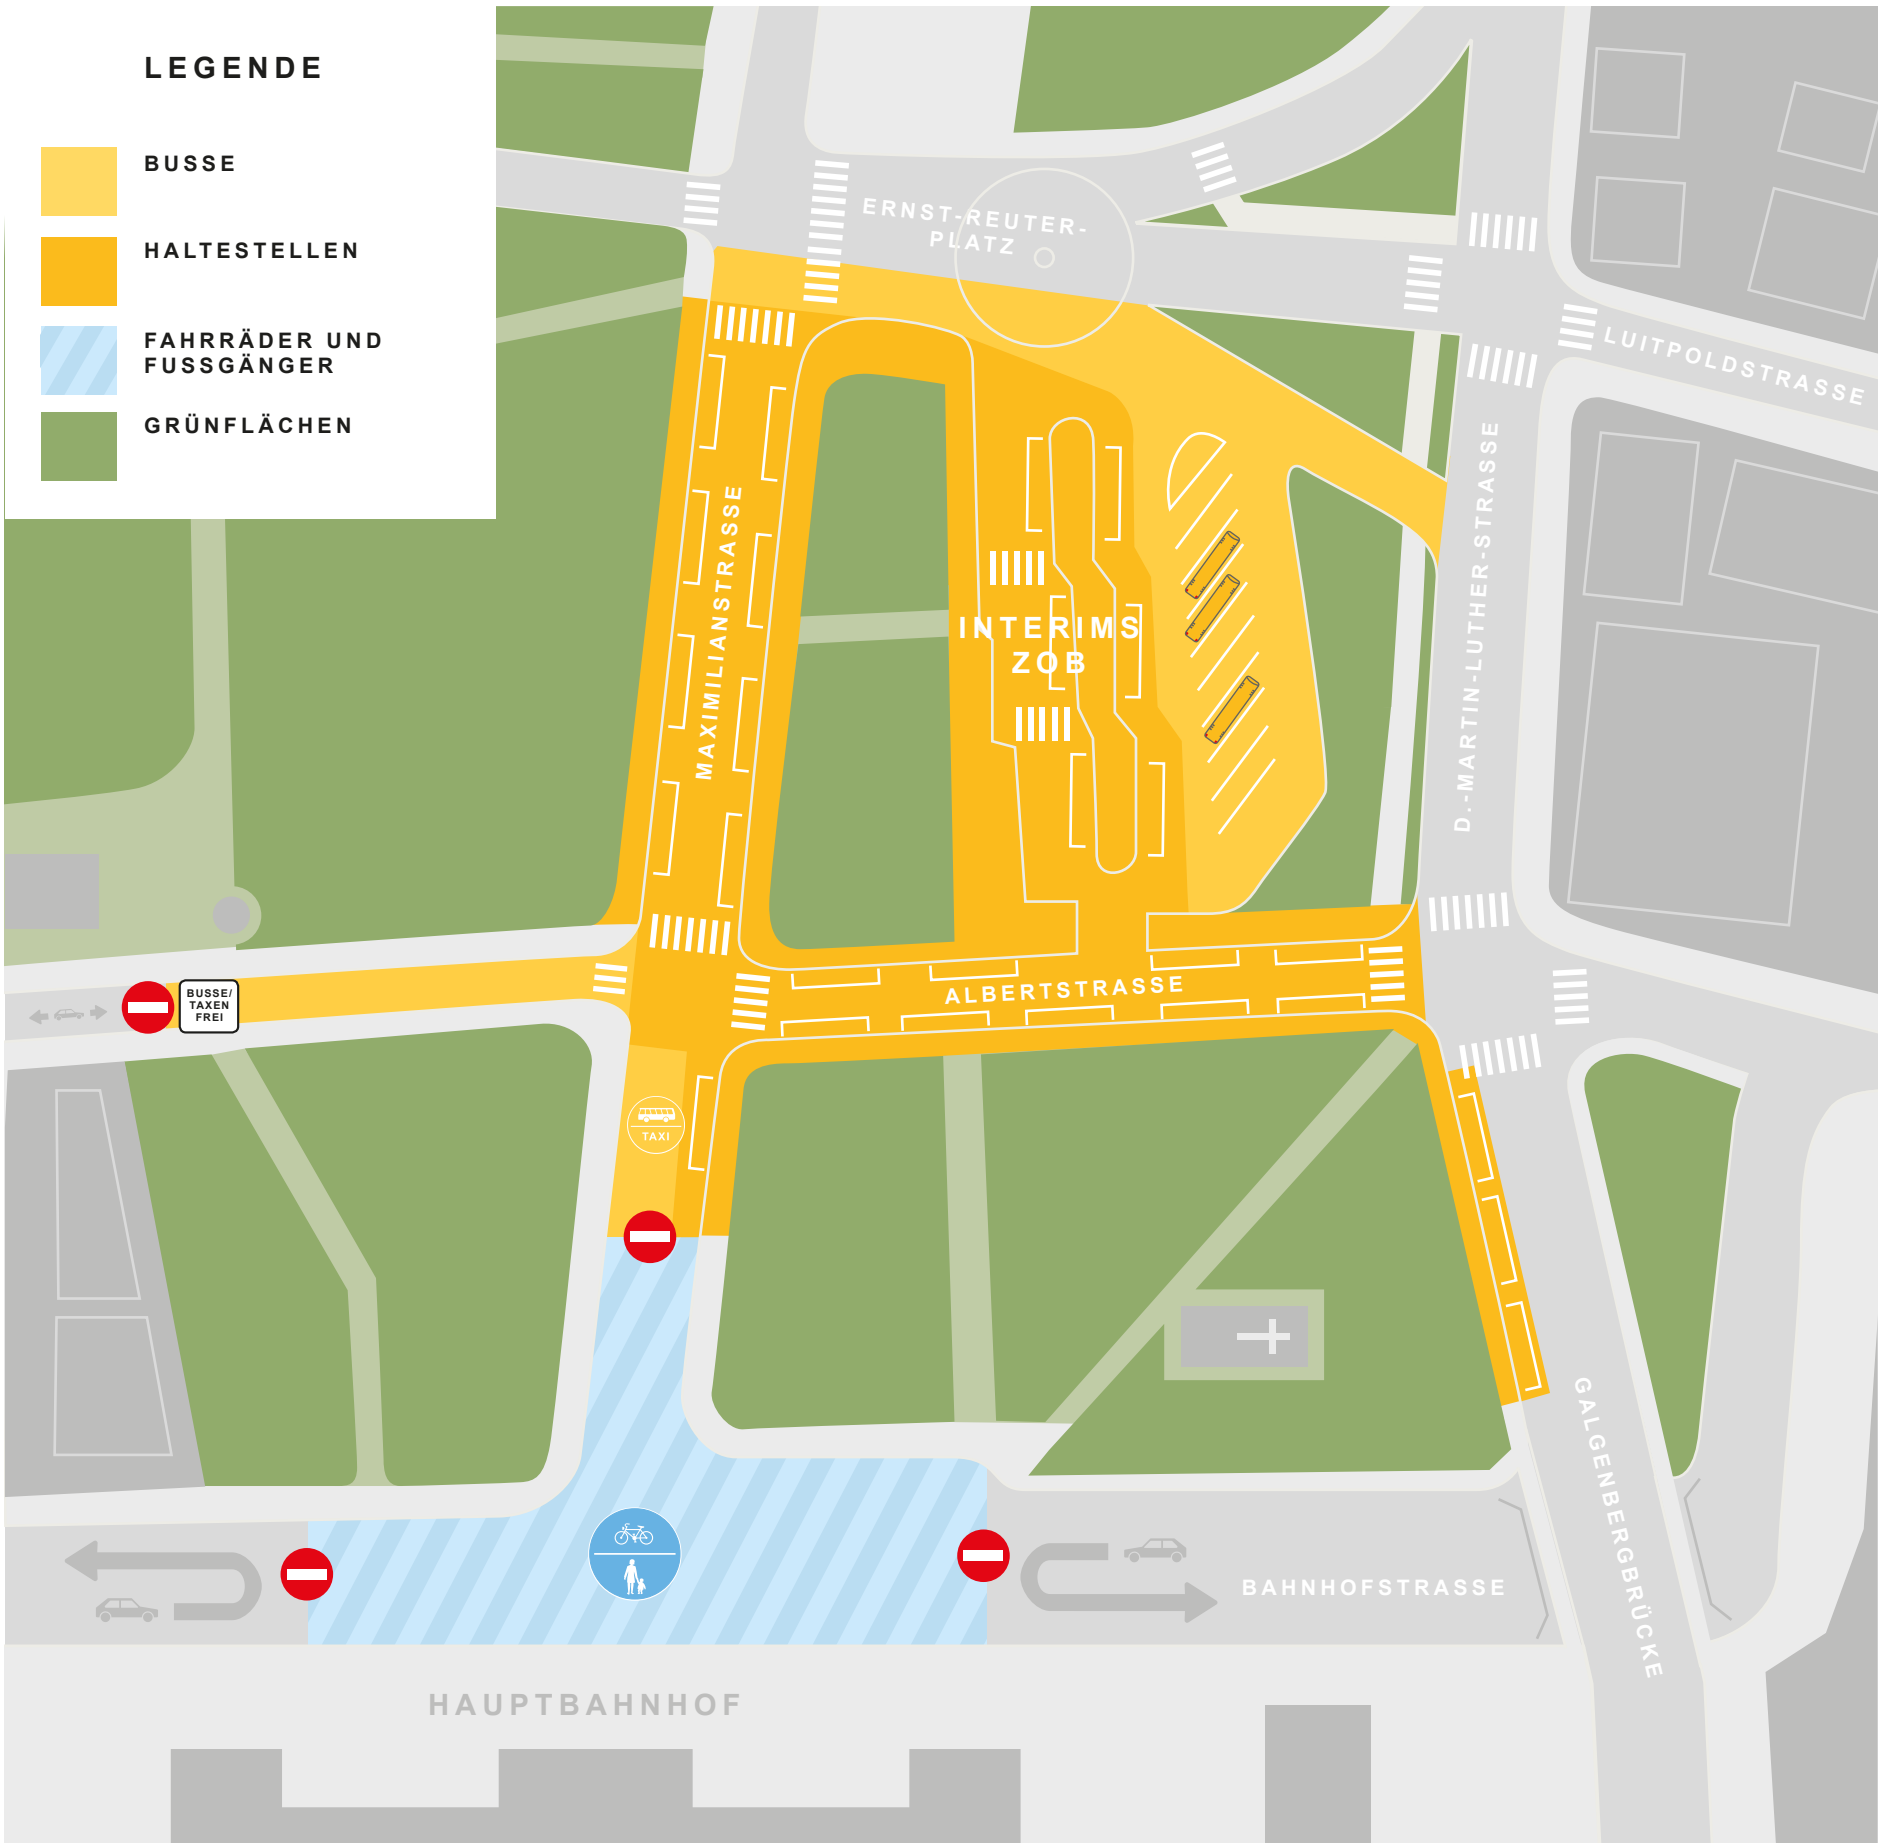 LEGENDE
BUSSE
HALTESTELLEN
FAHRRÄDER UND
FUSSGÄNGER
GRÜNFLÄCHEN
ERNST-REUTER-
PLATZ
LUITPOLDSTRASSE
MAXIMILIANSTRASSE
INTERIMS
ZOB
D.-MARTIN-LUTHER-STRASSE
BUSSE/
TAXEN
FREI
ALBERTSTRASSE
TAXI
GALGENBERGBRÜCKE
BAHNHOFSTRASSE
HAUPTBAHNHOF